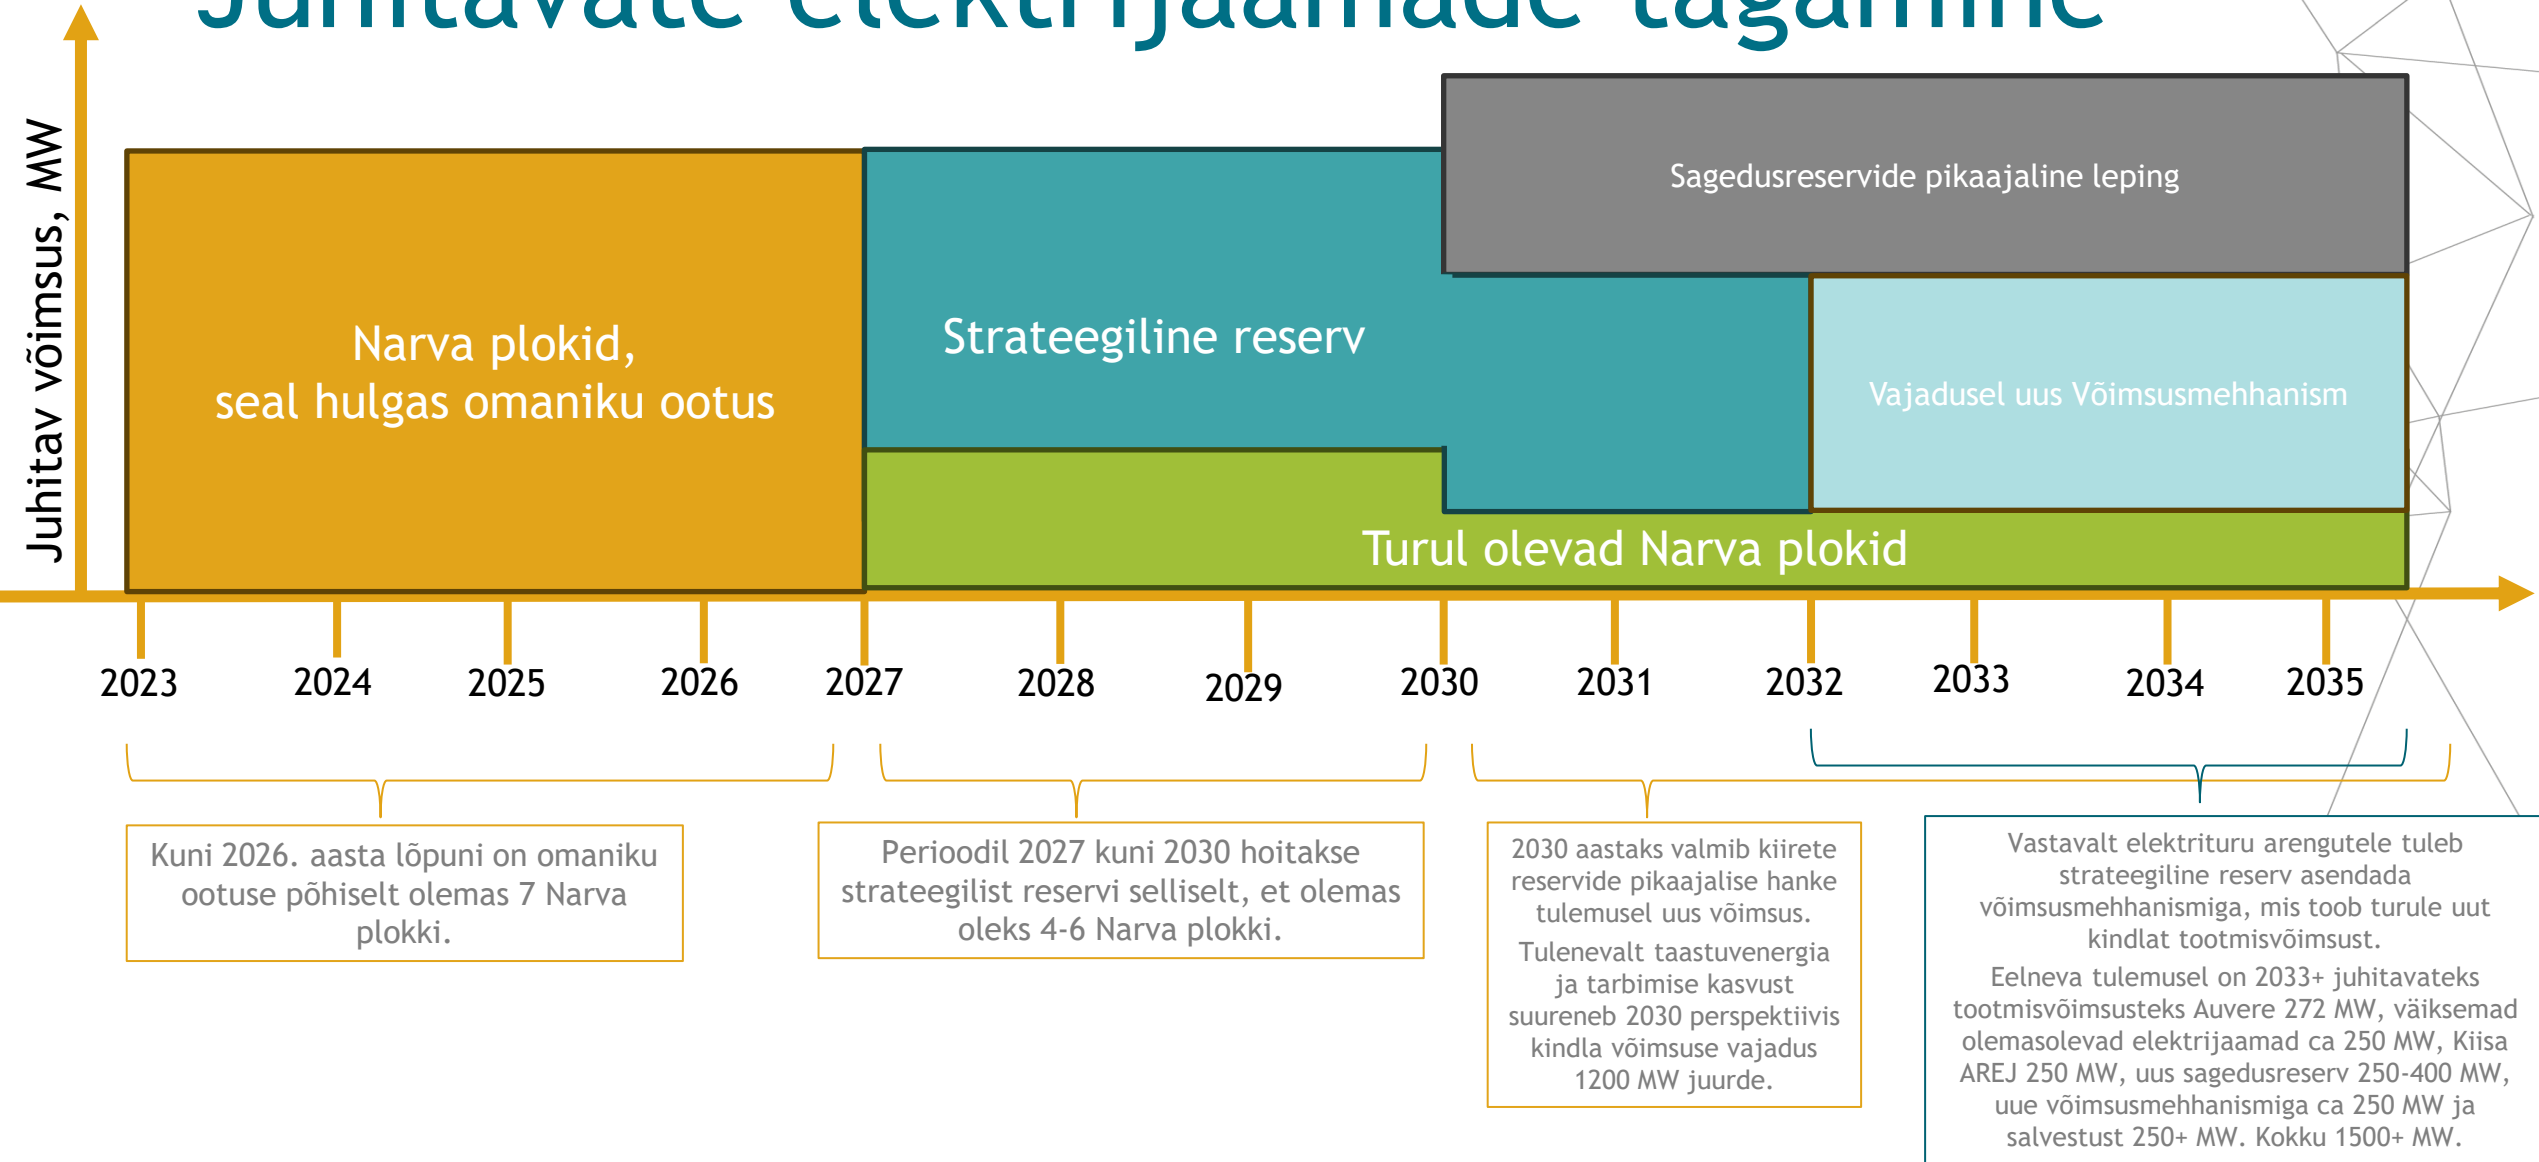 Juhitavate elektrijaamade tagamine
Juhitav võimsus, MW
Narva plokid,
seal hulgas omaniku ootus
Strateegiline reserv
Sagedusreservide pikaajaline leping
Vajadusel uus Võimsusmehhanism
Turul olevad Narva plokid
2023
2024
2025
2026
2027
2028
2029
2030
2031
2032
2033
2034
2035
Kuni 2026. aasta lõpuni on omaniku
ootuse põhiselt olemas 7 Narva
plokki.
Perioodil 2027 kuni 2030 hoitakse
strateegilist reservi selliselt, et olemas
oleks 4-6 Narva plokki.
2030 aastaks valmib kiirete
reservide pikaajalise hanke
tulemusel uus võimsus.
Tulenevalt taastuvenergia
ja tarbimise kasvust
suureneb 2030 perspektiivis
kindla võimsuse vajadus
1200 MW juurde.
Vastavalt elektrituru arengutele tuleb
strateegiline reserv asendada
võimsusmehhanismiga, mis toob turule uut
kindlat tootmisvõimsust.
Eelneva tulemusel on 2033+ juhitavateks
tootmisvõimsusteks Auvere 272 MW, väiksemad
olemasolevad elektrijaamad ca 250 MW, Kiisa
AREJ 250 MW, uus sagedusreserv 250-400 MW,
uue võimsusmehhanismiga ca 250 MW ja
salvestust 250+ MW. Kokku 1500+ MW.